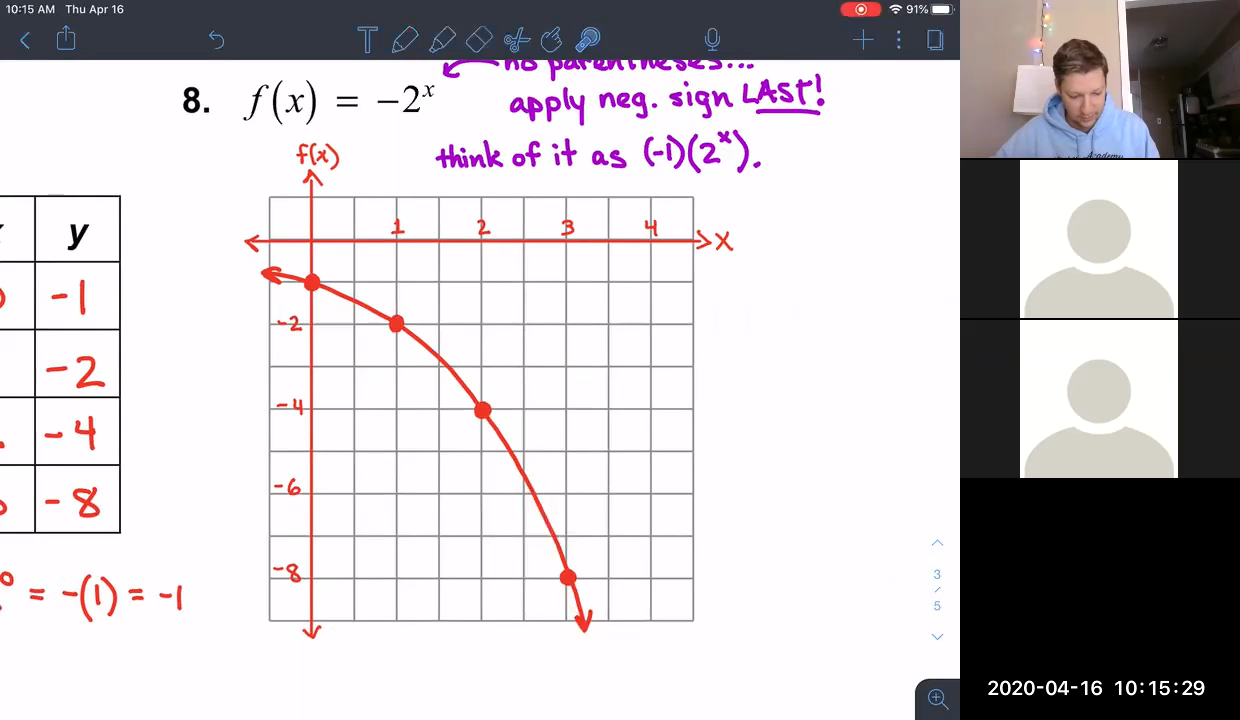 10:15 AM Thu Apr 16
91%
no parentheses...
8. f(x) = -2^x
apply neg. sign LAST!
think of it as (-1)(2^x).
f(x)
1 2 3 4 x
y
-1
-2
-4
-8
-2
-4
-6
-8
= -(1) = -1
3
/
5
2020-04-16 10:15:29